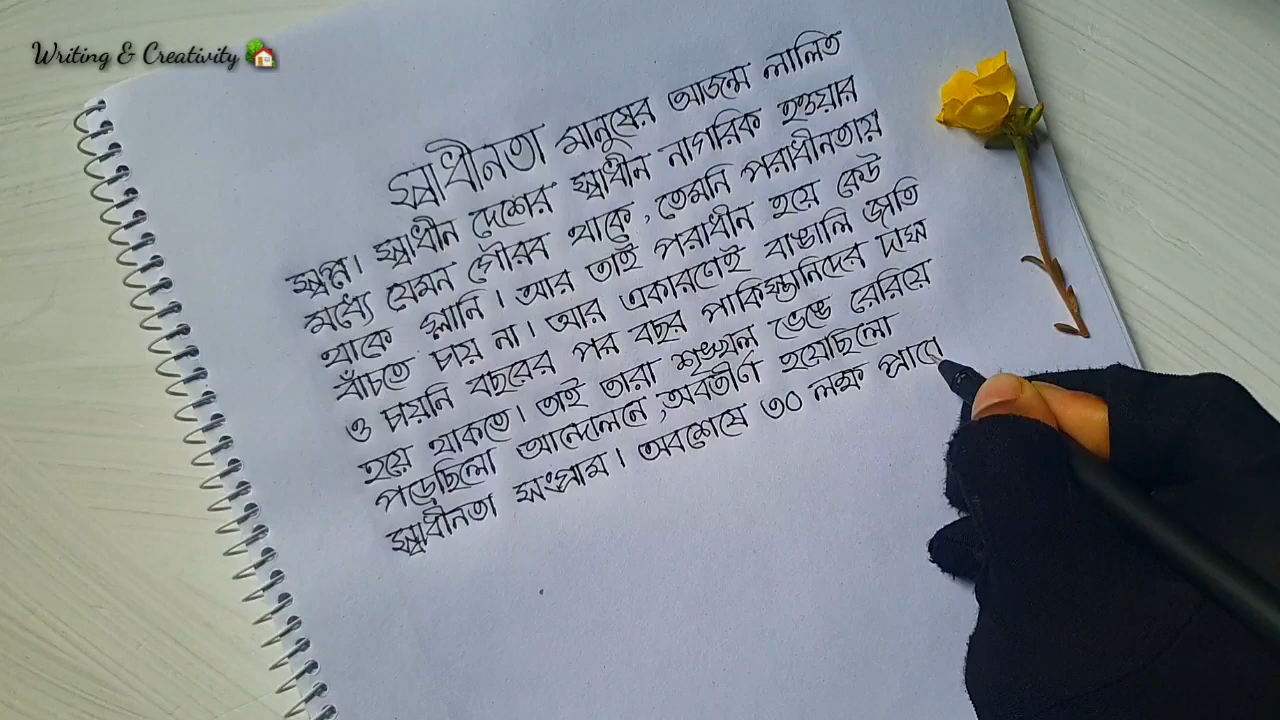 Writing & Creativity
স্বাধীনতা মানুষের আজন্ম লালিত
স্বপ্ন। স্বাধীন দেশের স্বাধীন নাগরিক হওয়ার
মধ্যে যেমন গৌরব থাকে, তেমনি পরাধীনতায়
থাকে গ্লানি। আর তাই পরাধীন হয়ে কেউ
বাঁচতে চায় না। আর একারণেই বাঙালি জাতি
ও চায়নি বছরের পর বছর পাকিস্তানিদের দাস
হয়ে থাকতে। তাই তারা শৃঙ্খল ভেঙে বেরিয়ে
পড়েছিলো আন্দোলনে, অবতীর্ণ হয়েছিলো
স্বাধীনতা সংগ্রাম। অবশেষে ৩০ লক্ষ প্রাণে